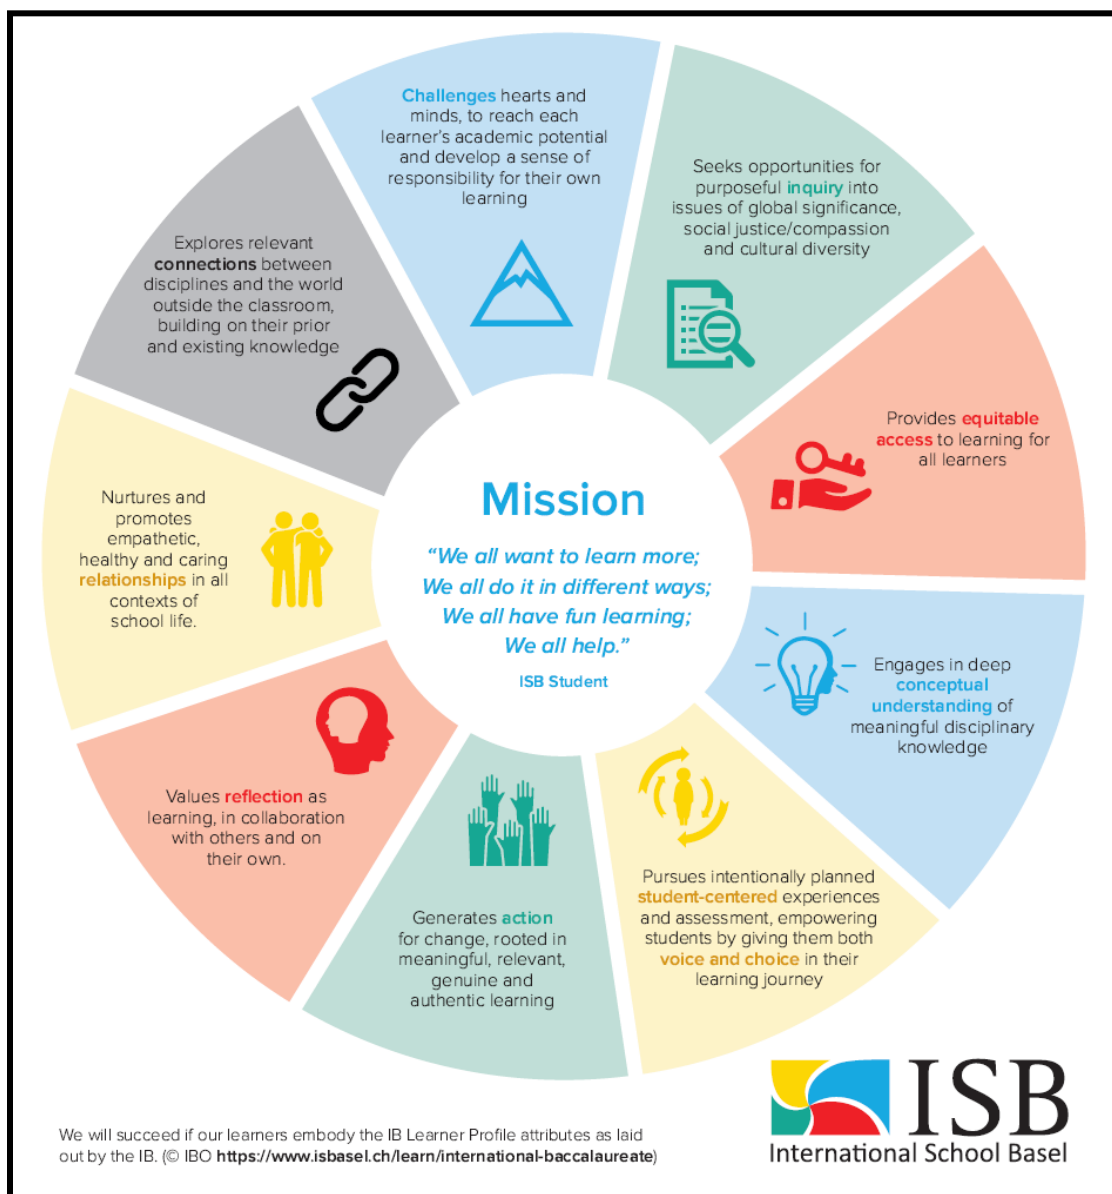 Challenges hearts and
minds, to reach each
learner's academic potential
and develop a sense of
responsibility for their own
learning
Seeks opportunities for
purposeful inquiry into
issues of global significance,
social justice/compassion
and cultural diversity
Provides equitable
access to learning for
all learners
Engages in deep
conceptual
understanding of
meaningful disciplinary
knowledge
Pursues intentionally planned
student-centered experiences
and assessment, empowering
students by giving them both
voice and choice in their
learning journey
Generates action
for change, rooted in
meaningful, relevant,
genuine and
authentic learning
Values reflection as
learning, in collaboration
with others and on
their own.
Nurtures and
promotes
empathetic,
healthy and caring
relationships in all
contexts of
school life.
Explores relevant
connections between
disciplines and the world
outside the classroom,
building on their prior
and existing knowledge
Mission
“We all want to learn more;
We all do it in different ways;
We all have fun learning;
We all help.”
ISB Student
We will succeed if our learners embody the IB Learner Profile attributes as laid
out by the IB. (© IBO https://www.isbasel.ch/learn/international-baccalaureate)
ISB
International School Basel